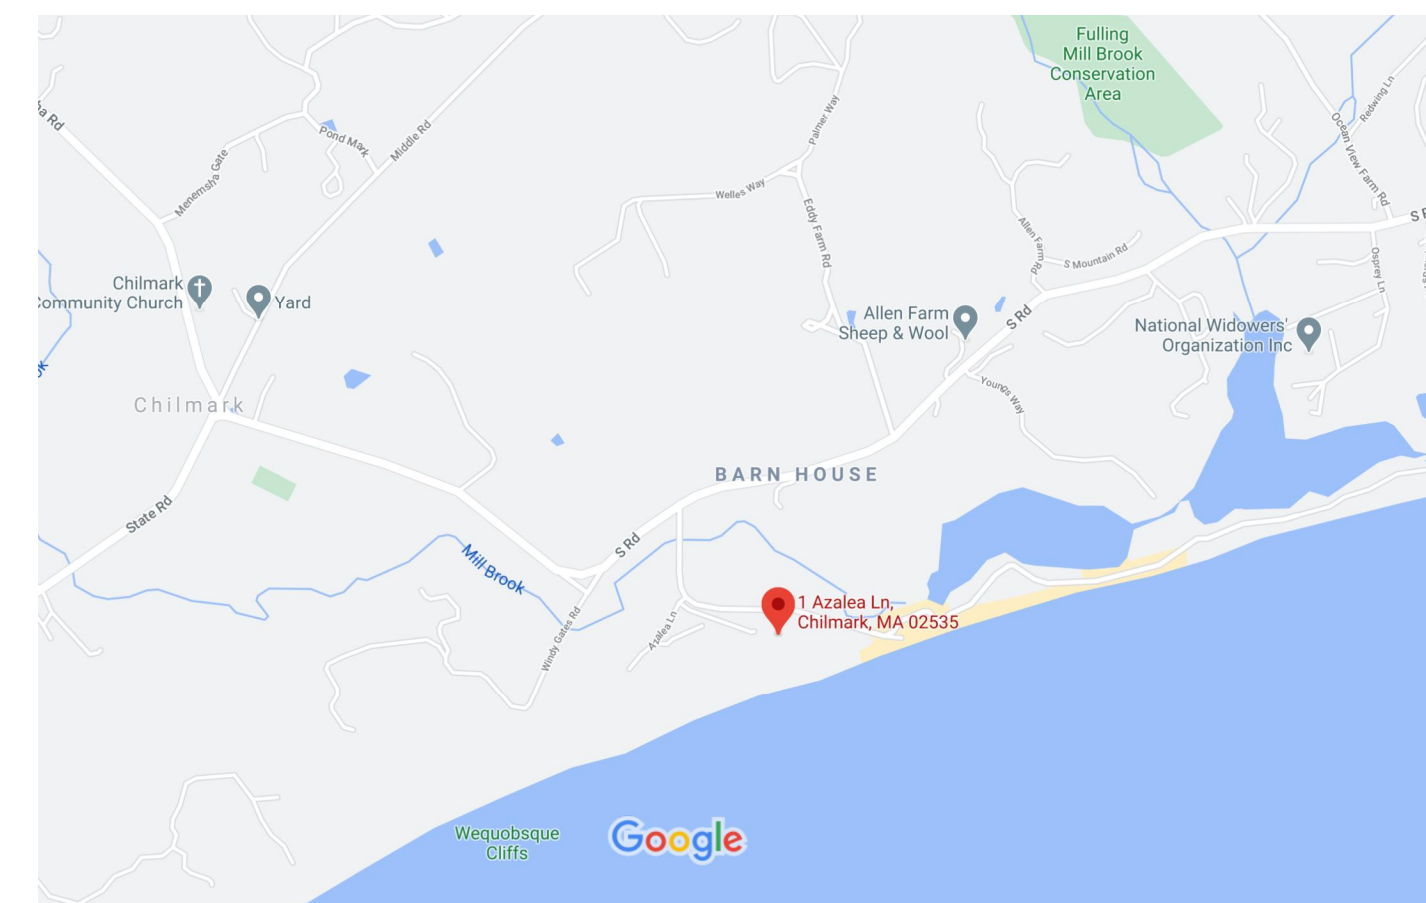 Fulling
Mill Brook
Conservation
Area
Redwing Ln
Ocean View Farm Rd
Palmer Way
Middle Rd
Pond Mark
Menemsha Gate
Welles Way
Eddy Farm Rd
Allen Farm Rd
S Mountain Rd
Osprey Ln
Chilmark
Community Church
Yard
Allen Farm
Sheep & Wool
S Rd
National Widowers'
Organization Inc
Youngs Way
Chilmark
BARN HOUSE
State Rd
S Rd
Mill Brook
1 Azalea Ln,
Chilmark, MA 02535
Azalea Ln
Windy Gates Rd
Wequobsque
Cliffs
Google